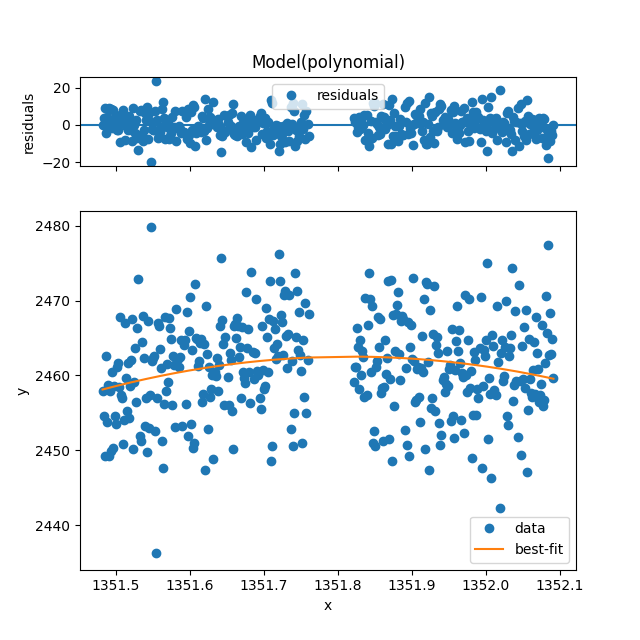 Model(polynomial)
20
0
−20
residuals
residuals
2480
2470
2460
2450
2440
y
data
best-fit
1351.5
1351.6
1351.7
1351.8
1351.9
1352.0
1352.1
x